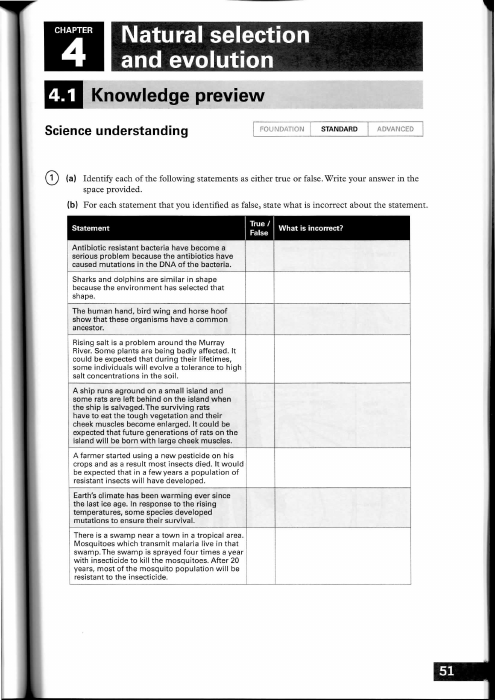 CHAPTER
4
Natural selection
and evolution
4.1 Knowledge preview
Science understanding
FOUNDATION STANDARD ADVANCED
1 (a) Identify each of the following statements as either true or false. Write your answer in the
space provided.
(b) For each statement that you identified as false, state what is incorrect about the statement.
Statement
True /
False
What is incorrect?
Antibiotic resistant bacteria have become a
serious problem because the antibiotics have
caused mutations in the DNA of the bacteria.
Sharks and dolphins are similar in shape
because the environment has selected that
shape.
The human hand, bird wing and horse hoof
show that these organisms have a common
ancestor.
Rising salt is a problem around the Murray
River. Some plants are being badly affected. It
could be expected that during their lifetimes,
some individuals will evolve a tolerance to high
salt concentrations in the soil.
A ship runs aground on a small island and
some rats are left behind on the island when
the ship is salvaged. The surviving rats
have to eat the tough vegetation and their
cheek muscles become enlarged. It could be
expected that future generations of rats on the
island will be born with large cheek muscles.
A farmer started using a new pesticide on his
crops and as a result most insects died. It would
be expected that in a few years a population of
resistant insects will have developed.
Earth's climate has been warming ever since
the last ice age. In response to the rising
temperatures, some species developed
mutations to ensure their survival.
There is a swamp near a town in a tropical area.
Mosquitoes which transmit malaria live in that
swamp. The swamp is sprayed four times a year
with insecticide to kill the mosquitoes. After 20
years, most of the mosquito population will be
resistant to the insecticide.
51